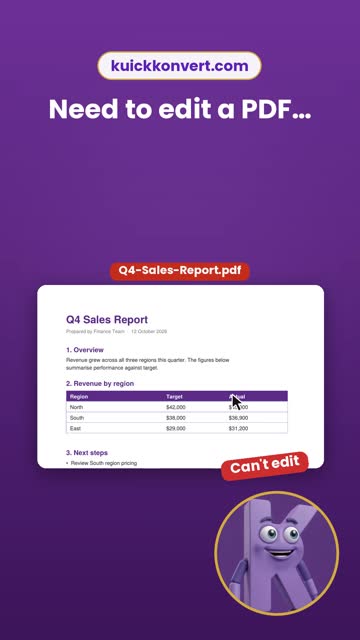 kuickkonvert.com
Need to edit a PDF...
Q4-Sales-Report.pdf
Q4 Sales Report
Prepared by Finance Team · 12 October 2029
1. Overview
Revenue grew across all three regions this quarter. The figures below
summarise performance against target.
2. Revenue by region
Region Target
North $42,000
South $38,000 $36,900
East $29,000 $31,200
3. Next steps
• Review South region pricing
Can't edit
K